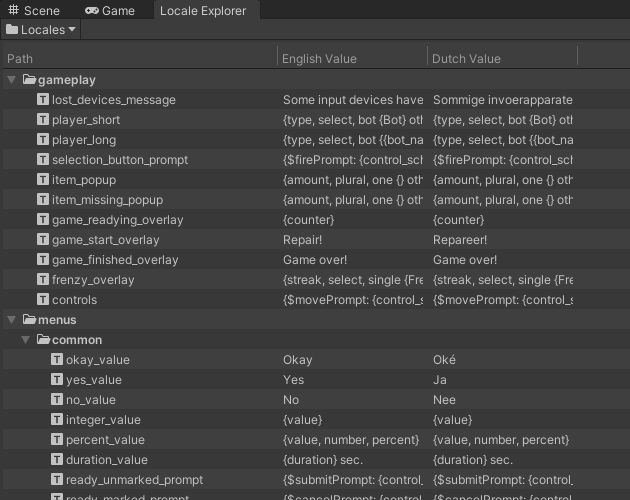 Scene Game Locale Explorer
Locales
Path English Value Dutch Value
gameplay
lost_devices_message Some input devices have Sommige invoerapparate
player_short {type, select, bot {Bot} oth {type, select, bot {Bot} oth
player_long {type, select, bot {{bot_na {type, select, bot {{bot_na
selection_button_prompt {$firePrompt: {control_sch {$firePrompt: {control_sch
item_popup {amount, plural, one {} oth {amount, plural, one {} oth
item_missing_popup {amount, plural, one {} oth {amount, plural, one {} oth
game_readying_overlay {counter} {counter}
game_start_overlay Repair! Repareer!
game_finished_overlay Game over! Game over!
frenzy_overlay {streak, select, single {Fre {streak, select, single {Fre
controls {$movePrompt: {control_s {$movePrompt: {control_s
menus
common
okay_value Okay Oké
yes_value Yes Ja
no_value No Nee
integer_value {value} {value}
percent_value {value, number, percent} {value, number, percent}
duration_value {duration} sec. {duration} sec.
ready_unmarked_prompt {$submitPrompt: {control_ {$submitPrompt: {control_
ready_marked_prompt {$cancelPrompt: {control_ {$cancelPrompt: {control_